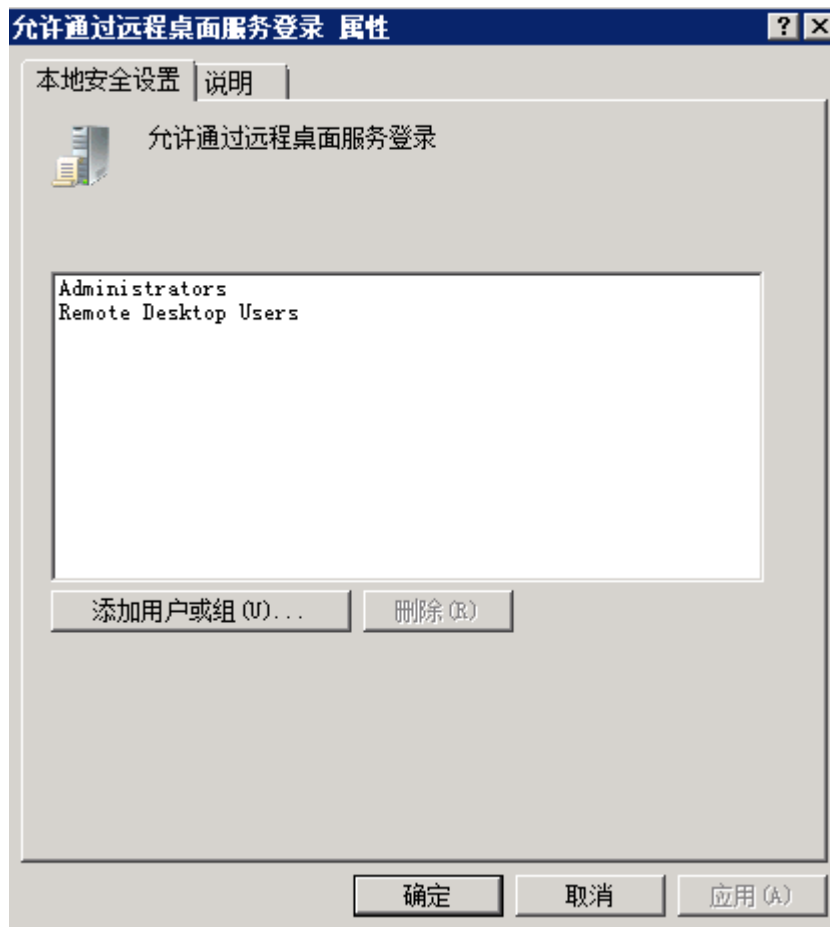 允许通过远程桌面服务登录 属性
本地安全设置 说明
允许通过远程桌面服务登录
Administrators
Remote Desktop Users
添加用户或组(U)... 删除(R)
确定 取消 应用(A)